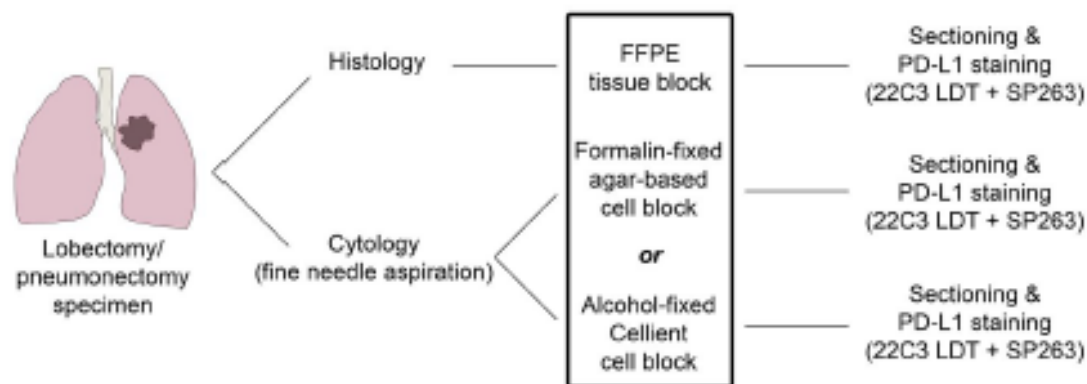 Lobectomy/
pneumonectomy
specimen
Histology
Cytology
(fine needle aspiration)
FFPE
tissue block
Formalin-fixed
agar-based
cell block
or
Alcohol-fixed
Cellient
cell block
Sectioning &
PD-L1 staining
(22C3 LDT + SP263)
Sectioning &
PD-L1 staining
(22C3 LDT + SP263)
Sectioning &
PD-L1 staining
(22C3 LDT + SP263)